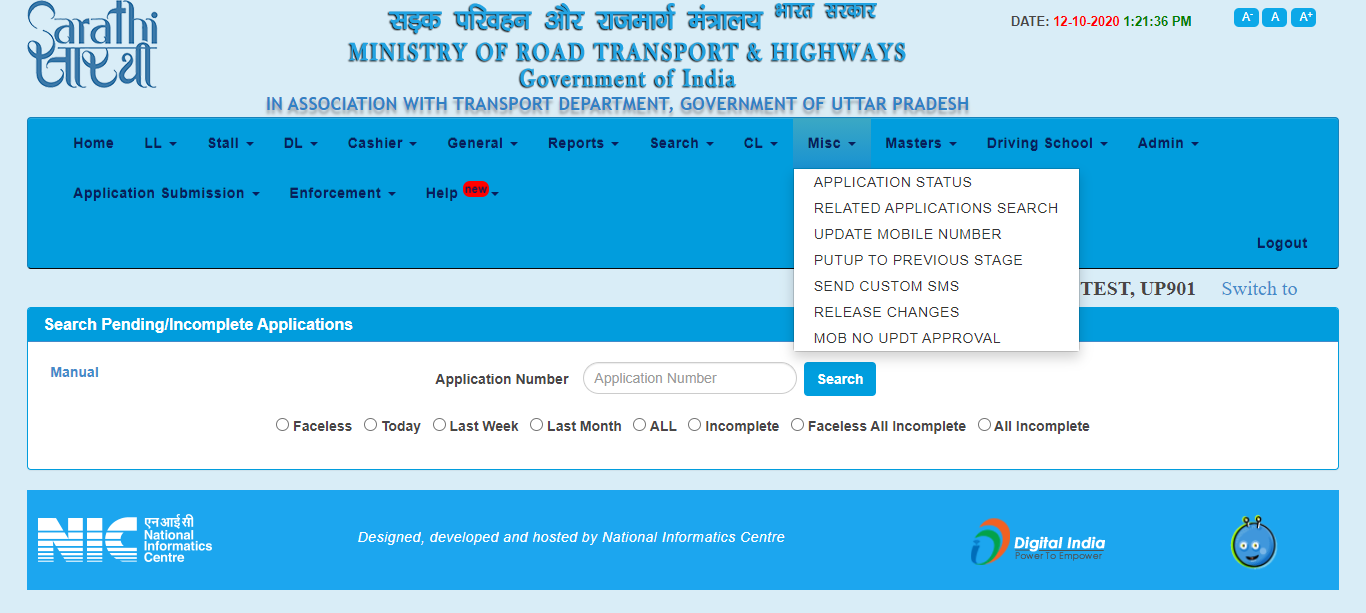 Sarathi
सारथी
सड़क परिवहन और राजमार्ग मंत्रालय भारत सरकार
MINISTRY OF ROAD TRANSPORT & HIGHWAYS
Government of India
IN ASSOCIATION WITH TRANSPORT DEPARTMENT, GOVERNMENT OF UTTAR PRADESH
DATE: 12-10-2020 1:21:36 PM
A- A A+
Home LL Stall DL Cashier General Reports Search CL Misc Masters Driving School Admin
Application Submission Enforcement Help new
APPLICATION STATUS
RELATED APPLICATIONS SEARCH
UPDATE MOBILE NUMBER
PUTUP TO PREVIOUS STAGE
SEND CUSTOM SMS
RELEASE CHANGES
MOB NO UPDT APPROVAL
Logout
TEST, UP901 Switch to
Search Pending/Incomplete Applications
Manual
Application Number Application Number Search
Faceless Today Last Week Last Month ALL Incomplete Faceless All Incomplete All Incomplete
NIC
एन आई सी
National
Informatics
Centre
Designed, developed and hosted by National Informatics Centre
Digital India
Power To Empower